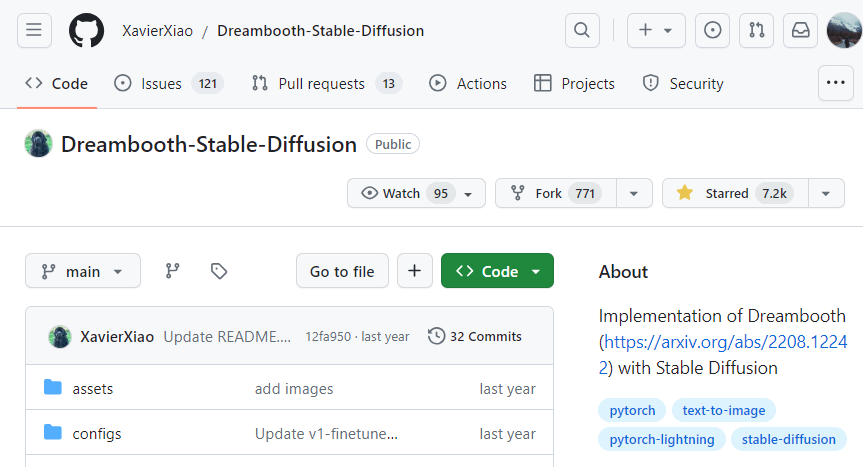 XavierXiao / Dreambooth-Stable-Diffusion
Code Issues 121 Pull requests 13 Actions Projects Security
Dreambooth-Stable-Diffusion Public
Watch 95 Fork 771 Starred 7.2k
main Go to file Code
XavierXiao Update README.... 12fa950 · last year 32 Commits
assets add images last year
configs Update v1-finetune... last year
About
Implementation of Dreambooth
(https://arxiv.org/abs/2208.1224
2) with Stable Diffusion
pytorch text-to-image
pytorch-lightning stable-diffusion